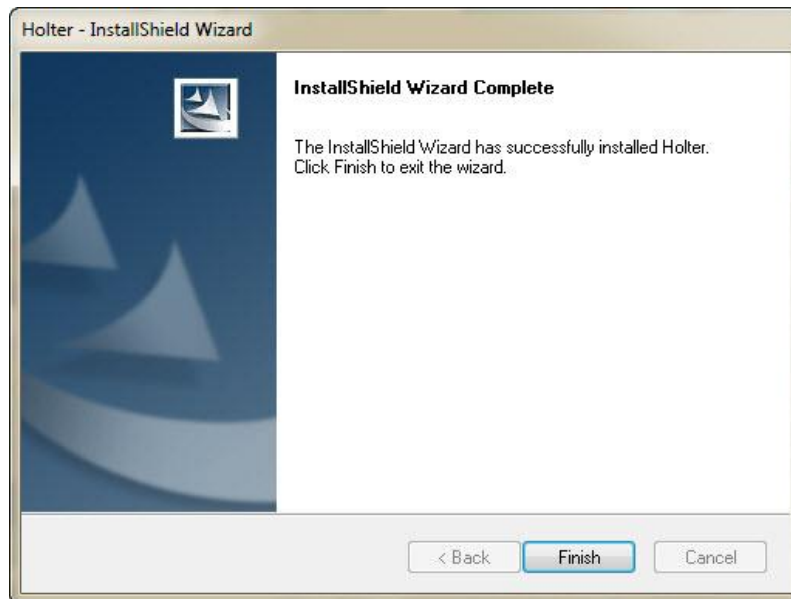 Holter - InstallShield Wizard
InstallShield Wizard Complete
The InstallShield Wizard has successfully installed Holter.
Click Finish to exit the wizard.
< Back
Finish
Cancel